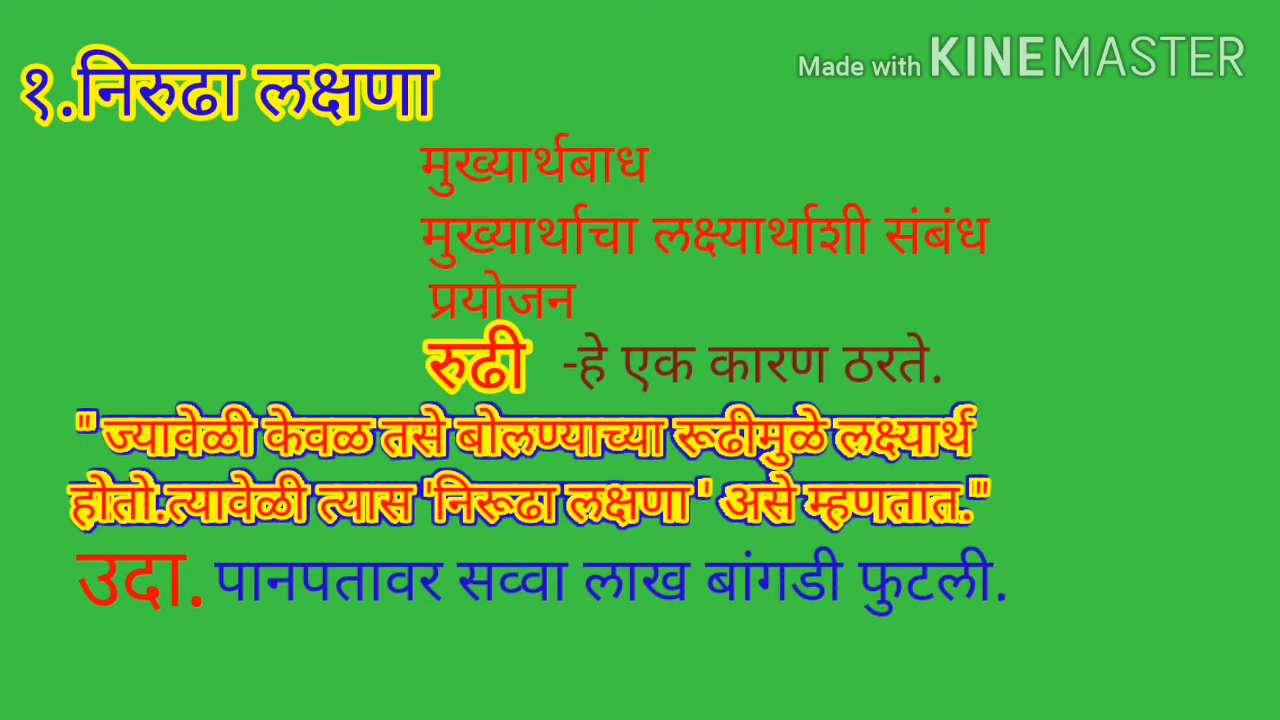 Made with KINEMASTER
१.निरुढा लक्षणा
मुख्यार्थबाध
मुख्यार्थाचा लक्ष्यार्थाशी संबंध
प्रयोजन
रुढी -हे एक कारण ठरते.
" ज्यावेळी केवळ तसे बोलण्याच्या रूढीमुळे लक्ष्यार्थ
होतो.त्यावेळी त्यास 'निरूढा लक्षणा ' असे म्हणतात."
उदा. पानपतावर सव्वा लाख बांगडी फुटली.